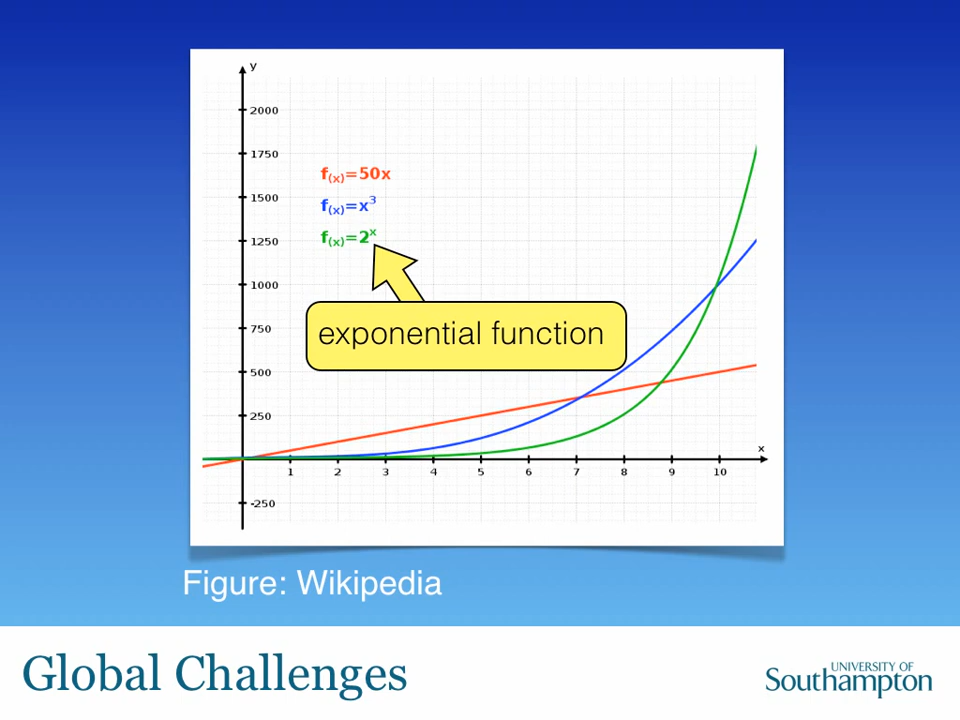 y
2000
1750
f(x)=50x
1500
f(x)=x³
f(x)=2ˣ
1250
1000
750
exponential function
500
250
x
1 2 3 4 5 6 7 8 9 10
-250
Figure: Wikipedia
Global Challenges
UNIVERSITY OF
Southampton